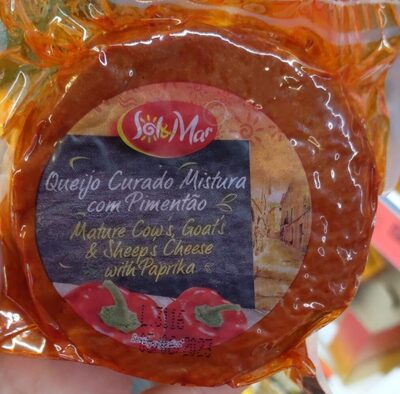 Sol&Mar
Queijo Curado Mistura
com Pimentão
Mature Cow's, Goat's
& Sheep's Cheese
with Paprika